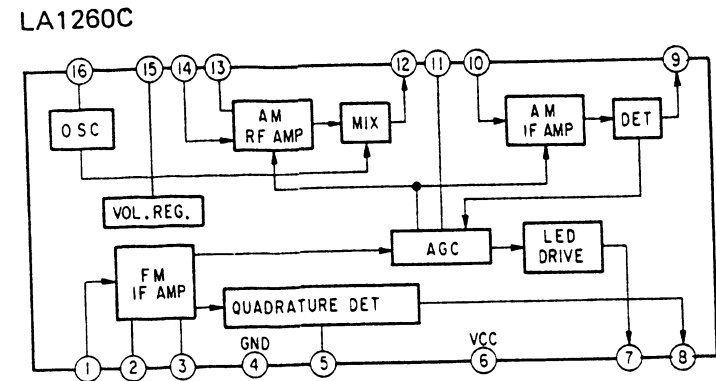 LA1260C
16 15 14 13 12 11 10 9
OSC
AM
RF AMP
MIX
AM
IF AMP
DET
VOL. REG.
AGC
LED
DRIVE
FM
IF AMP
QUADRATURE DET
GND
VCC
1 2 3 4 5 6 7 8